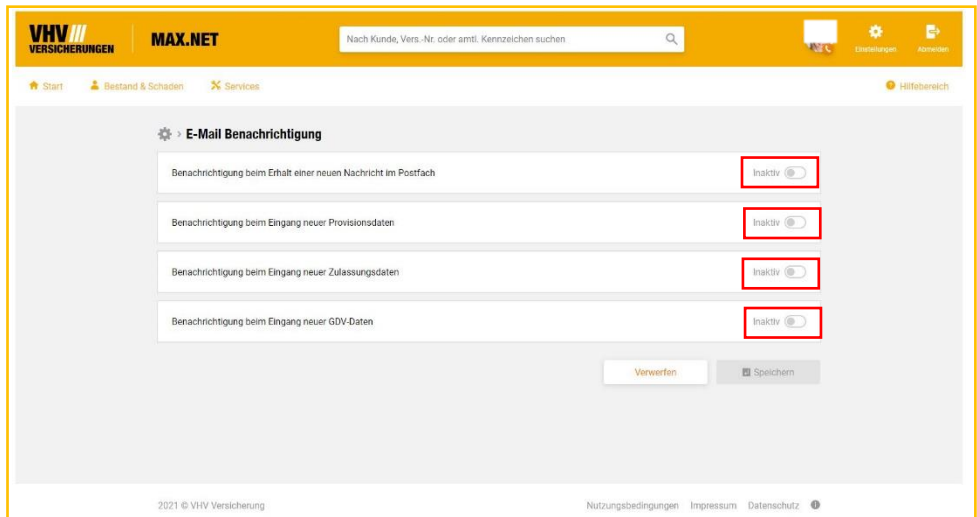 VHV///
VERSICHERUNGEN
MAX.NET
Nach Kunde, Vers.-Nr. oder amtl. Kennzeichen suchen
Einstellungen
Abmelden
Start
Bestand & Schaden
Services
Hilfebereich
› E-Mail Benachrichtigung
Benachrichtigung beim Erhalt einer neuen Nachricht im Postfach
Inaktiv
Benachrichtigung beim Eingang neuer Provisionsdaten
Inaktiv
Benachrichtigung beim Eingang neuer Zulassungsdaten
Inaktiv
Benachrichtigung beim Eingang neuer GDV-Daten
Inaktiv
Verwerfen
Speichern
2021 © VHV Versicherung
Nutzungsbedingungen
Impressum
Datenschutz